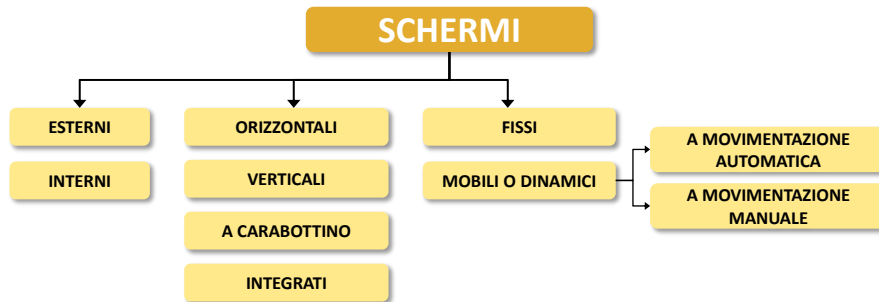 SCHERMI
ESTERNI
INTERNI
ORIZZONTALI
VERTICALI
A CARABOTTINO
INTEGRATI
FISSI
MOBILI O DINAMICI
A MOVIMENTAZIONE
AUTOMATICA
A MOVIMENTAZIONE
MANUALE